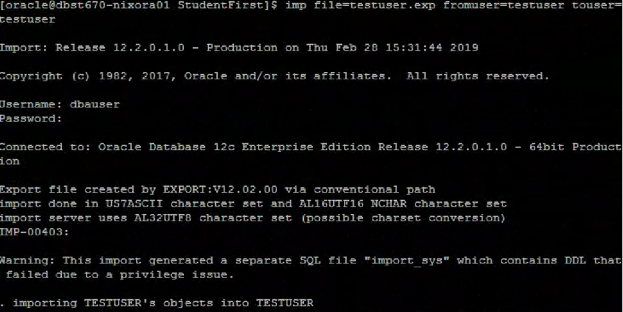 [oracle@dbst670-nixora01 StudentFirst]$ imp file=testuser.exp fromuser=testuser touser=
testuser
Import: Release 12.2.0.1.0 - Production on Thu Feb 28 15:31:44 2019
Copyright (c) 1982, 2017, Oracle and/or its affiliates.  All rights reserved.
Username: dbauser
Password:
Connected to: Oracle Database 12c Enterprise Edition Release 12.2.0.1.0 - 64bit Product
ion
Export file created by EXPORT:V12.02.00 via conventional path
import done in US7ASCII character set and AL16UTF16 NCHAR character set
import server uses AL32UTF8 character set (possible charset conversion)
IMP-00403:
Warning: This import generated a separate SQL file "import_sys" which contains DDL that
 failed due to a privilege issue.
. importing TESTUSER's objects into TESTUSER